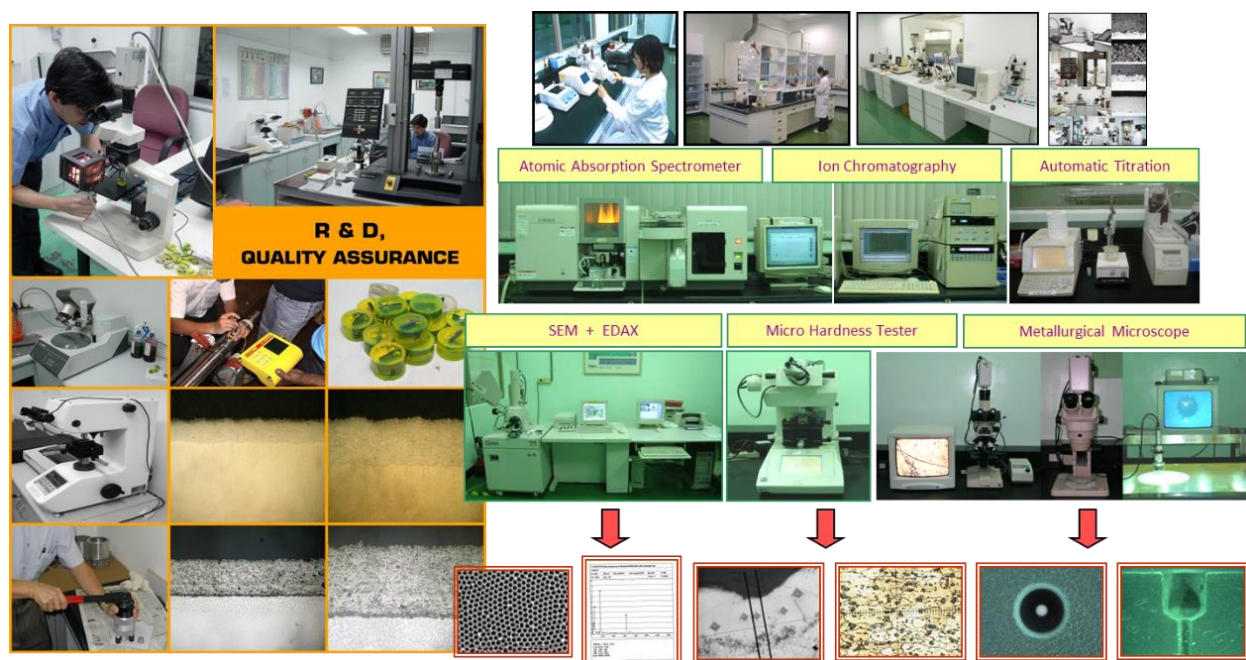 R & D,
QUALITY ASSURANCE
Atomic Absorption Spectrometer
Ion Chromatography
Automatic Titration
SEM + EDAX
Micro Hardness Tester
Metallurgical Microscope